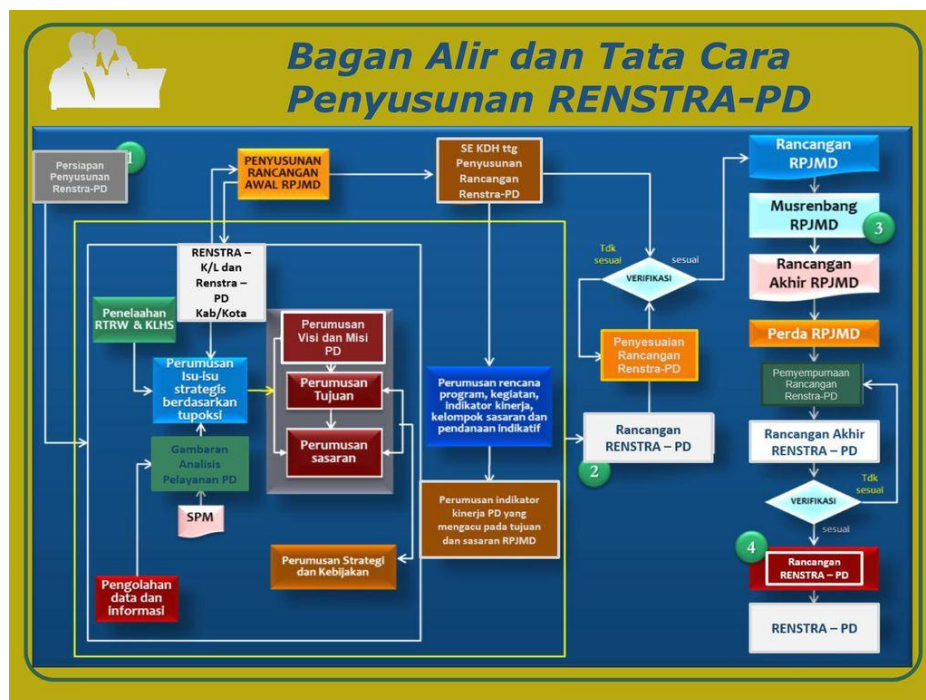 Bagan Alir dan Tata Cara
Penyusunan RENSTRA-PD
1
Persiapan
Penyusunan
Renstra-PD
PENYUSUNAN
RANCANGAN
AWAL RPJMD
SE KDH ttg
Penyusunan
Rancangan
Renstra-PD
RENSTRA –
K/L dan
Renstra –
PD
Kab/Kota
Penelaahan
RTRW & KLHS
Perumusan
Isu-isu
strategis
berdasarkan
tupoksi
Gambaran
Analisis
Pelayanan PD
SPM
Pengolahan
data dan
informasi
Perumusan
Visi dan Misi
PD
Perumusan
Tujuan
Perumusan
sasaran
Perumusan Strategi
dan Kebijakan
Perumusan rencana
program, kegiatan,
indikator kinerja,
kelompok sasaran dan
pendanaan indikatif
Perumusan indikator
kinerja PD yang
mengacu pada tujuan
dan sasaran RPJMD
2
Rancangan
RENSTRA – PD
Penyesuaian
Rancangan
Renstra-PD
Tdk
sesuai
sesuai
VERIFIKASI
Rancangan
RPJMD
Musrenbang
RPJMD
3
Rancangan
Akhir RPJMD
Perda RPJMD
Pemyempurnaan
Rancangan
Renstra-PD
Rancangan Akhir
RENSTRA – PD
VERIFIKASI
Tdk
sesuai
sesuai
4
Rancangan
RENSTRA – PD
RENSTRA – PD